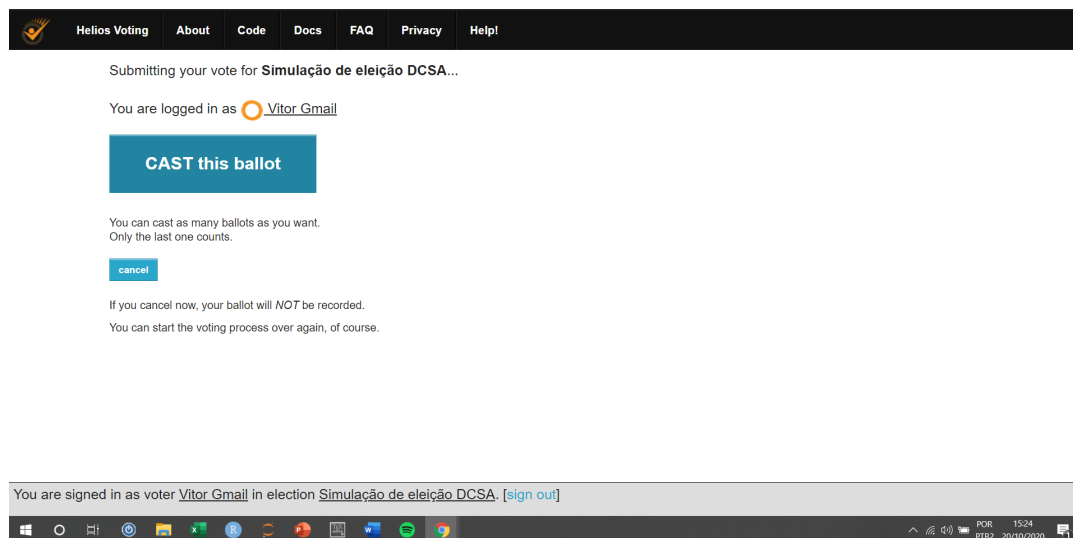 Helios Voting About Code Docs FAQ Privacy Help!
Submitting your vote for Simulação de eleição DCSA...
You are logged in as Vitor Gmail
CAST this ballot
You can cast as many ballots as you want.
Only the last one counts.
cancel
If you cancel now, your ballot will NOT be recorded.
You can start the voting process over again, of course.
You are signed in as voter Vitor Gmail in election Simulação de eleição DCSA. [sign out]
POR 15:24
PTB2 20/10/2020